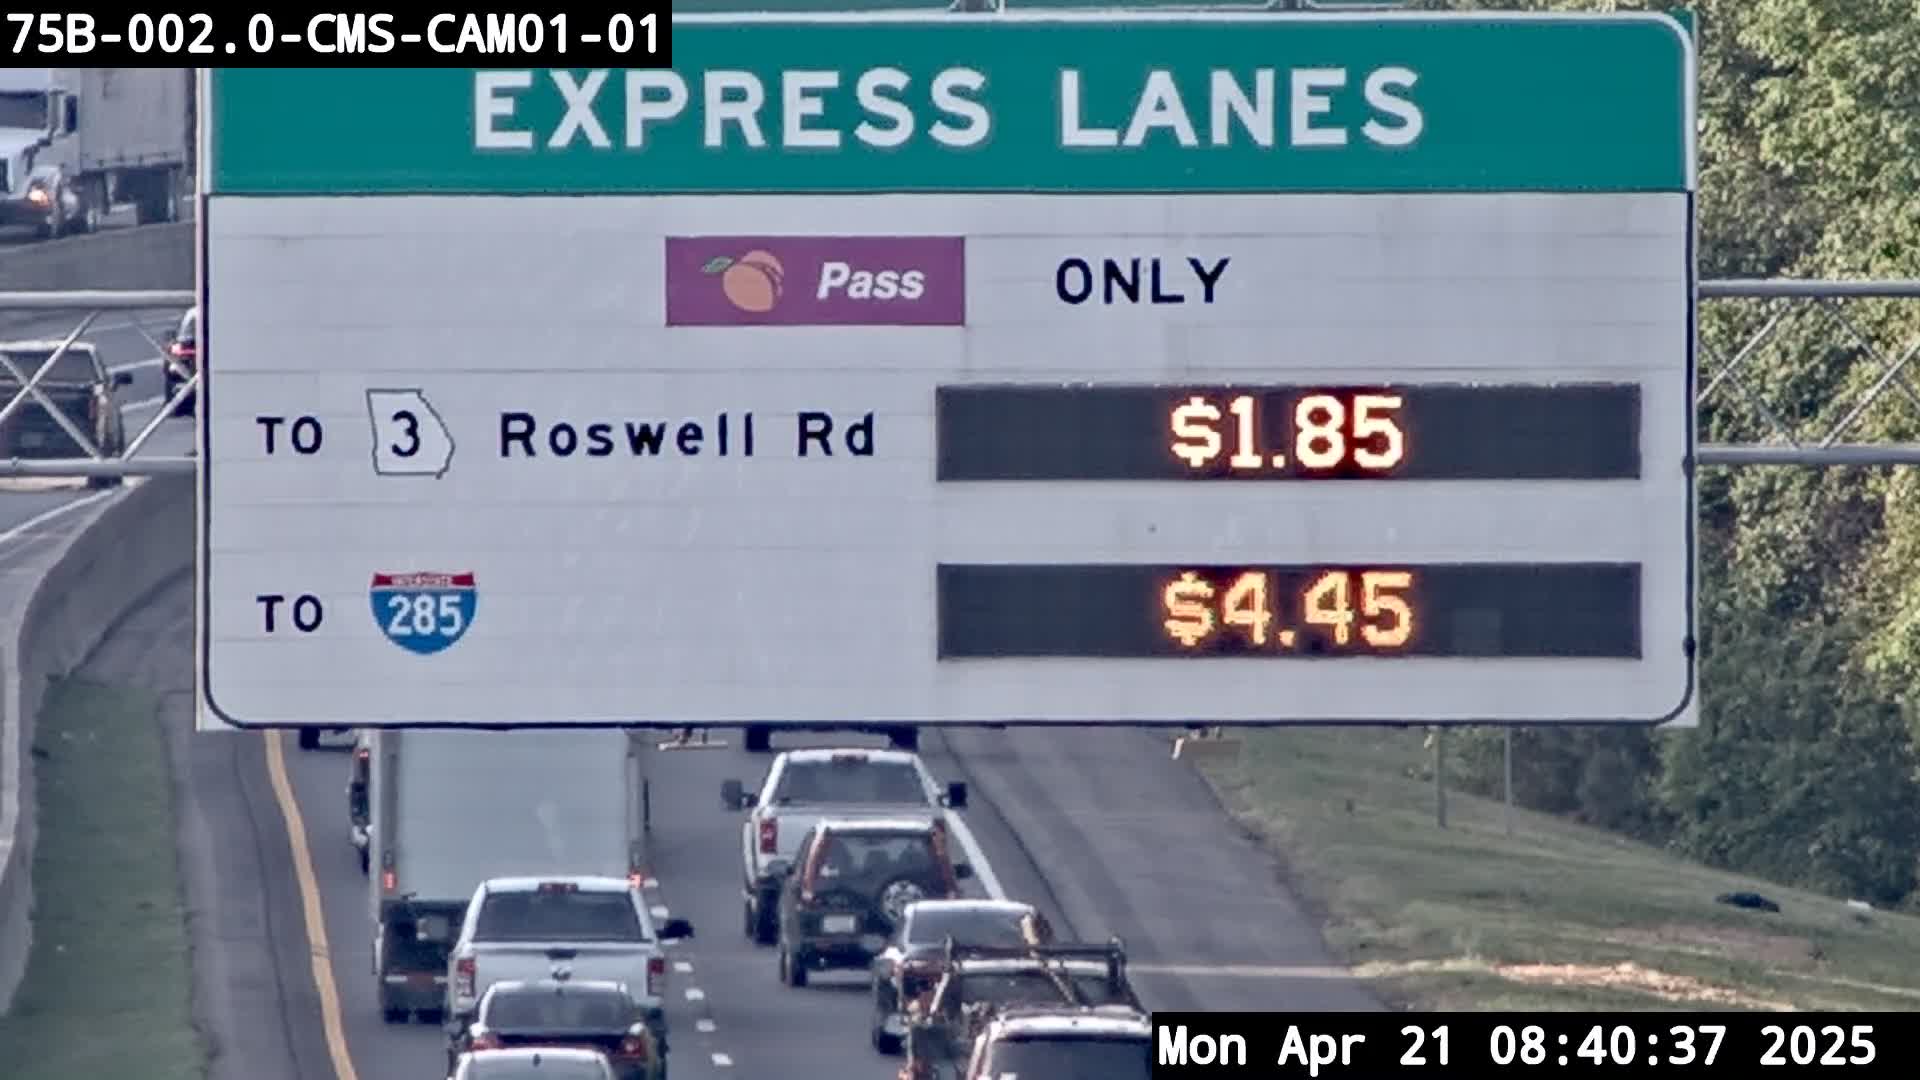 75B-002.0-CMS-CAM01-01
EXPRESS LANES
Pass ONLY
TO 3 Roswell Rd $1.85
INTERSTATE
TO 285 $4.45
Mon Apr 21 08:40:37 2025